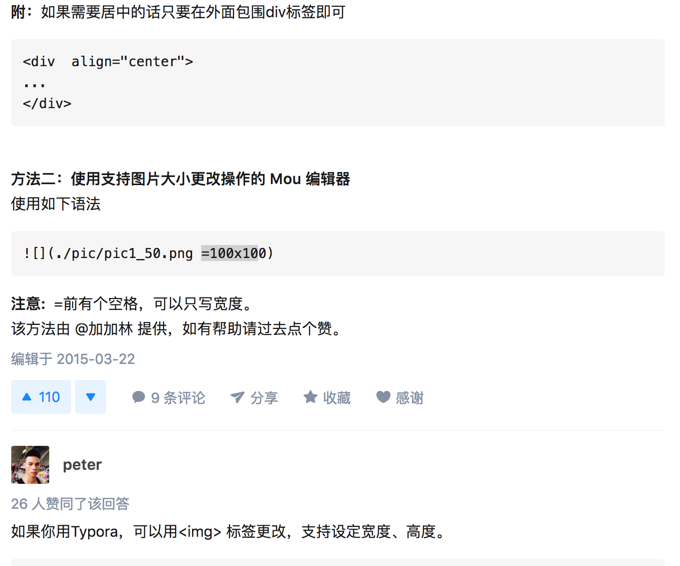 附：如果需要居中的话只要在外面包围div标签即可
<div  align="center">
...
</div>
方法二：使用支持图片大小更改操作的 Mou 编辑器
使用如下语法
![](./pic/pic1_50.png =100x100)
注意：=前有个空格，可以只写宽度。
该方法由 @加加林 提供，如有帮助请过去点个赞。
编辑于 2015-03-22
110 9 条评论 分享 收藏 感谢
peter
26 人赞同了该回答
如果你用Typora，可以用<img> 标签更改，支持设定宽度、高度。